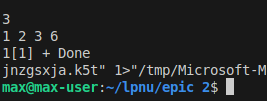 3
1 2 3 6
1[1] + Done
jnzgsxja.k5t" 1>"/tmp/Microsoft-M
max@max-user:~/lpnu/epic 2$